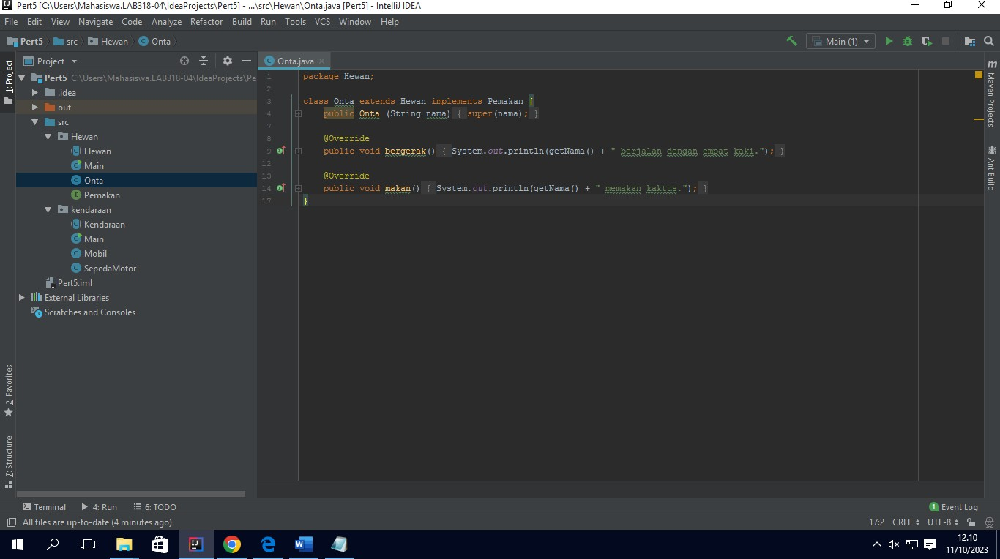 Pert5 [C:\Users\Mahasiswa.LAB318-04\IdeaProjects\Pert5] - ...\src\Hewan\Onta.java [Pert5] - IntelliJ IDEA
File Edit View Navigate Code Analyze Refactor Build Run Tools VCS Window Help
Pert5 src Hewan Onta Main (1)
1: Project
Project
Pert5 C:\Users\Mahasiswa.LAB318-04\IdeaProjects\Pe
.idea
out
src
Hewan
Hewan
Main
Onta
Pemakan
kendaraan
Kendaraan
Main
Mobil
SepedaMotor
Pert5.iml
External Libraries
Scratches and Consoles
2: Favorites
7: Structure
Onta.java
1 package Hewan;
2
3 class Onta extends Hewan implements Pemakan {
4 public Onta (String nama) { super(nama); }
7
8 @Override
9 public void bergerak() { System.out.println(getNama() + " berjalan dengan empat kaki."); }
12
13 @Override
14 public void makan() { System.out.println(getNama() + " memakan kaktus."); }
17 }
Maven Projects
Ant Build
Terminal 4: Run 6: TODO 1 Event Log
All files are up-to-date (4 minutes ago) 17:2 CRLF UTF-8
12.10
11/10/2023